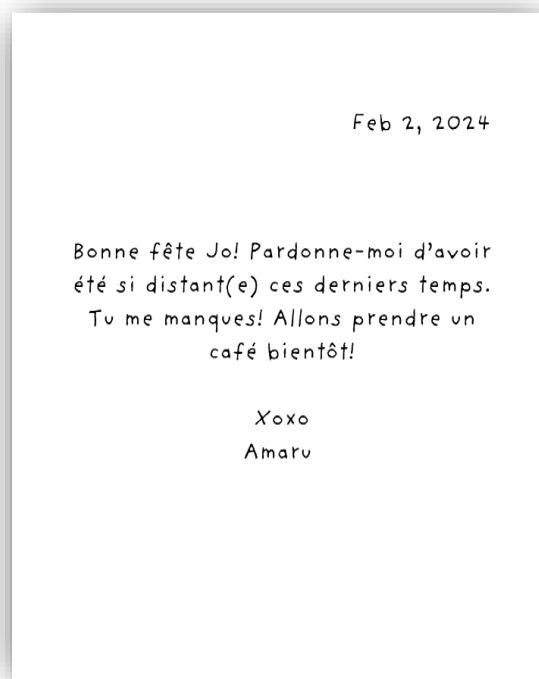 Feb 2, 2024
Bonne fête Jo! Pardonne-moi d'avoir
été si distant(e) ces derniers temps.
Tu me manques! Allons prendre un
café bientôt!
Xoxo
Amaru